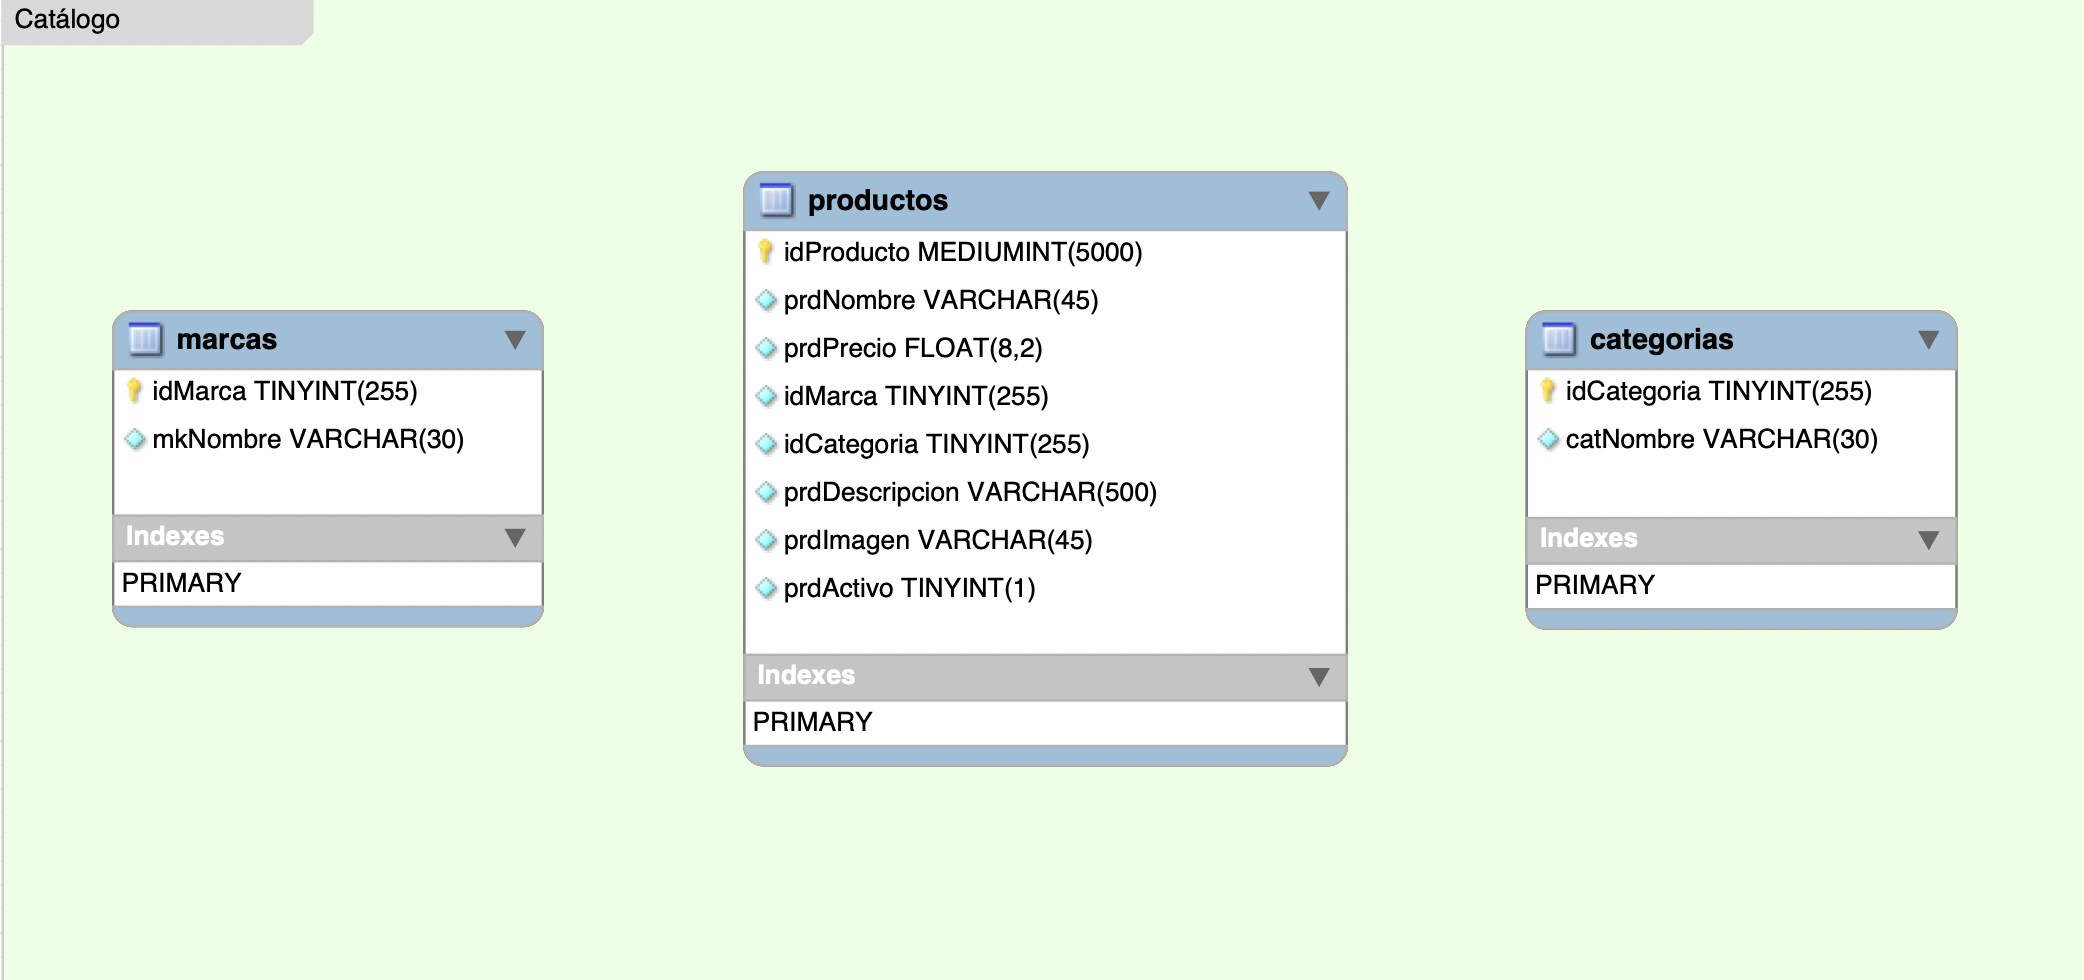 Catálogo
marcas
idMarca TINYINT(255)
mkNombre VARCHAR(30)
Indexes
PRIMARY
productos
idProducto MEDIUMINT(5000)
prdNombre VARCHAR(45)
prdPrecio FLOAT(8,2)
idMarca TINYINT(255)
idCategoria TINYINT(255)
prdDescripcion VARCHAR(500)
prdImagen VARCHAR(45)
prdActivo TINYINT(1)
Indexes
PRIMARY
categorias
idCategoria TINYINT(255)
catNombre VARCHAR(30)
Indexes
PRIMARY